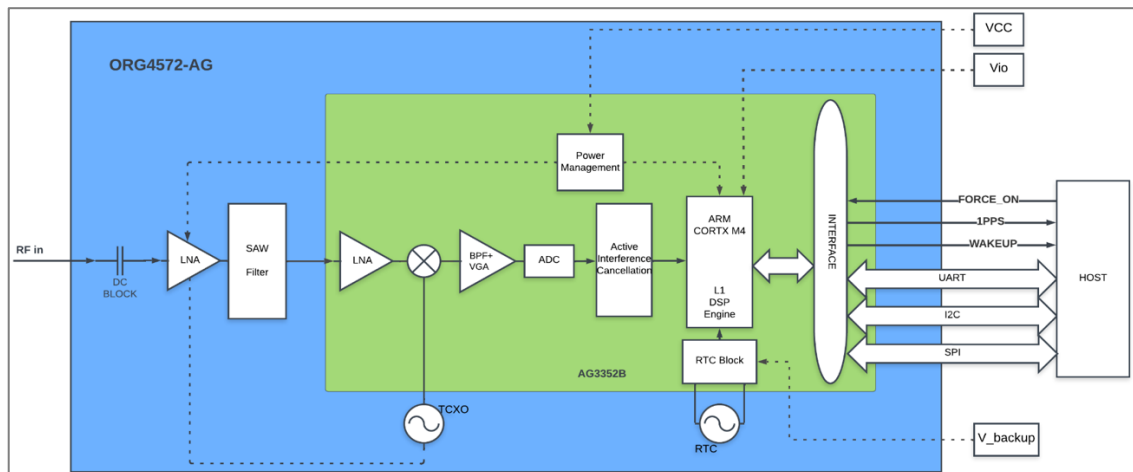 VCC
ORG4572-AG
Vio
Power
Management
FORCE_ON
1PPS
WAKEUP
RF in
DC
BLOCK
LNA
SAW
Filter
LNA
BPF+
VGA
ADC
Active
Interference
Cancellation
ARM
CORTX M4
L1
DSP
Engine
INTERFACE
UART
I2C
SPI
HOST
RTC Block
AG3352B
TCXO
RTC
V_backup